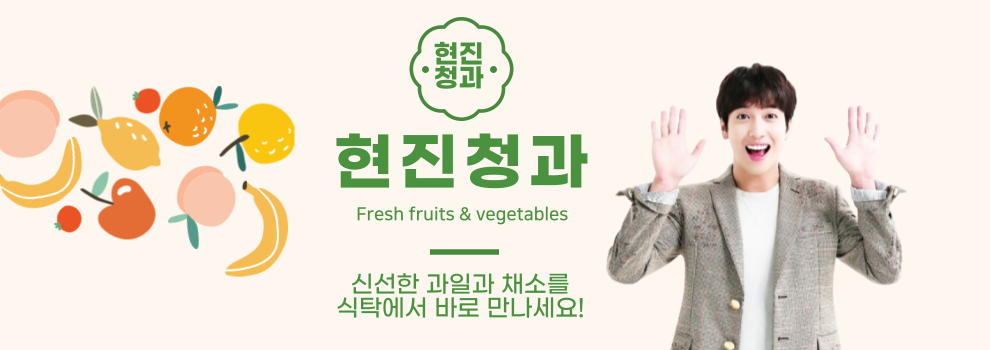 현진
청과
현진청과
Fresh fruits & vegetables
신선한 과일과 채소를
식탁에서 바로 만나세요!